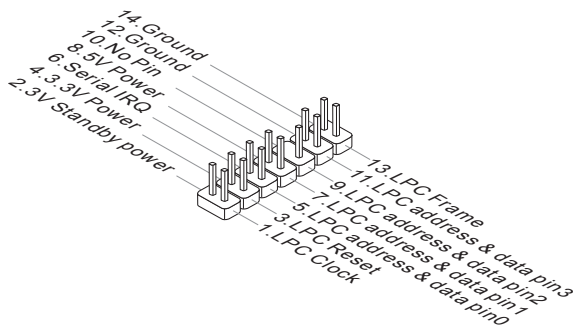 14.Ground
12.Ground
10.No Pin
8.5V Power
6.Serial IRQ
4.3.3V Power
2.3V Standby power
13.LPC Frame
11.LPC address & data pin3
9.LPC address & data pin2
7.LPC address & data pin1
5.LPC address & data pin0
3.LPC Reset
1.LPC Clock